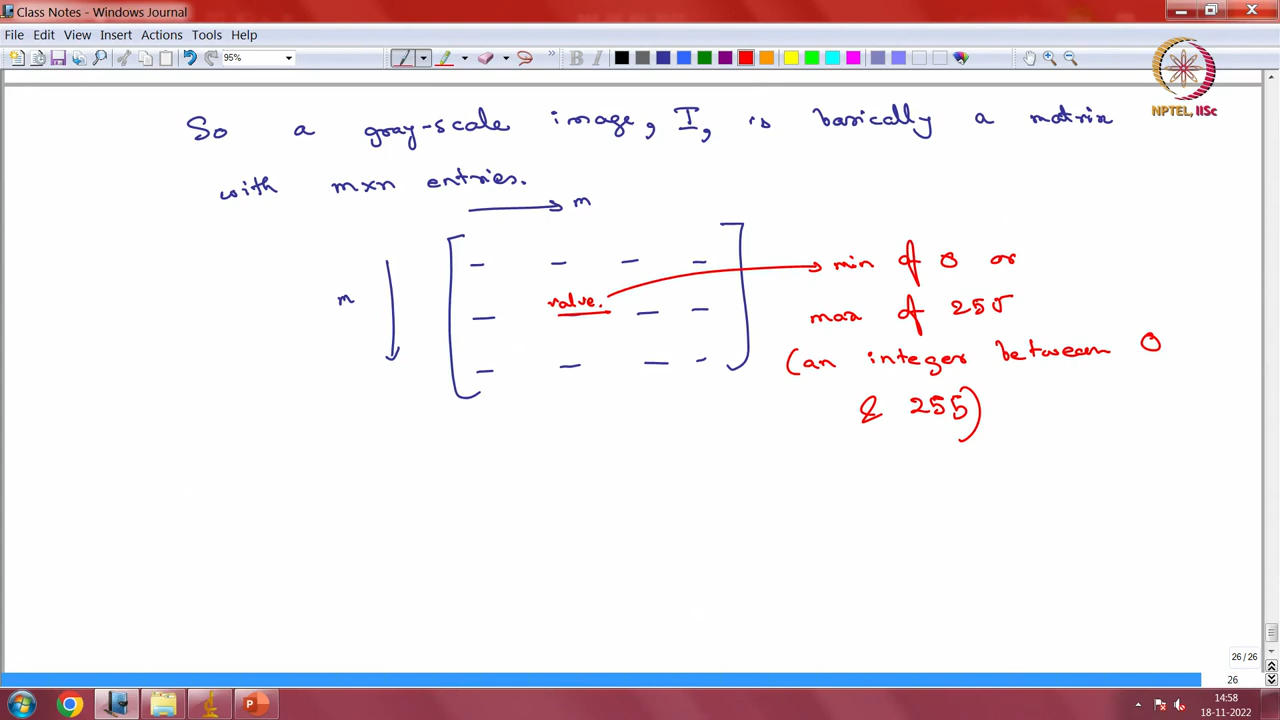 Class Notes - Windows Journal
File Edit View Insert Actions Tools Help
95%
NPTEL, IISc
So a gray-scale image, I, is basically a matrix
with mxn entries.
n
m
value.
min of 0 or
max of 255
(an integer between 0
& 255)
26/26
26
14:58
18-11-2022